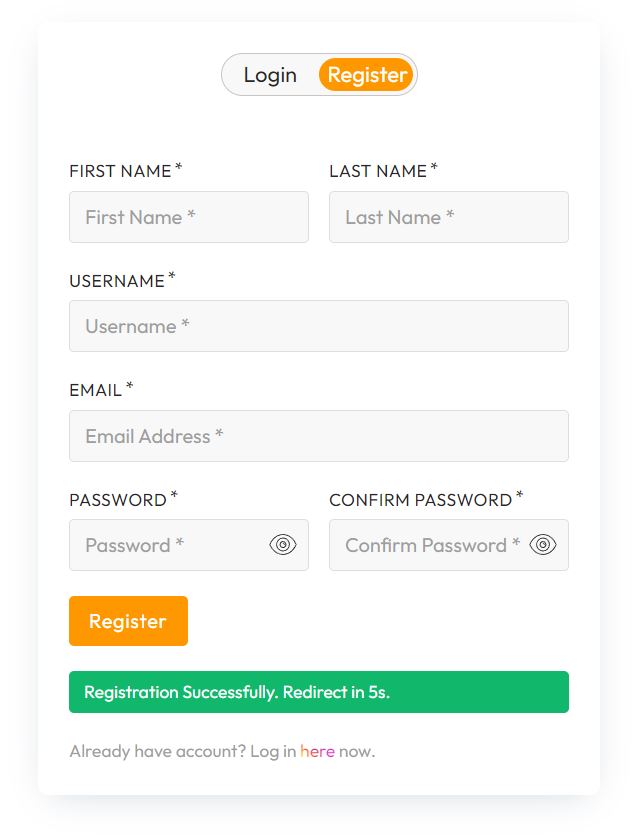 Login Register
FIRST NAME * LAST NAME *
First Name * Last Name *
USERNAME *
Username *
EMAIL *
Email Address *
PASSWORD * CONFIRM PASSWORD *
Password * Confirm Password *
Register
Registration Successfully. Redirect in 5s.
Already have account? Log in here now.